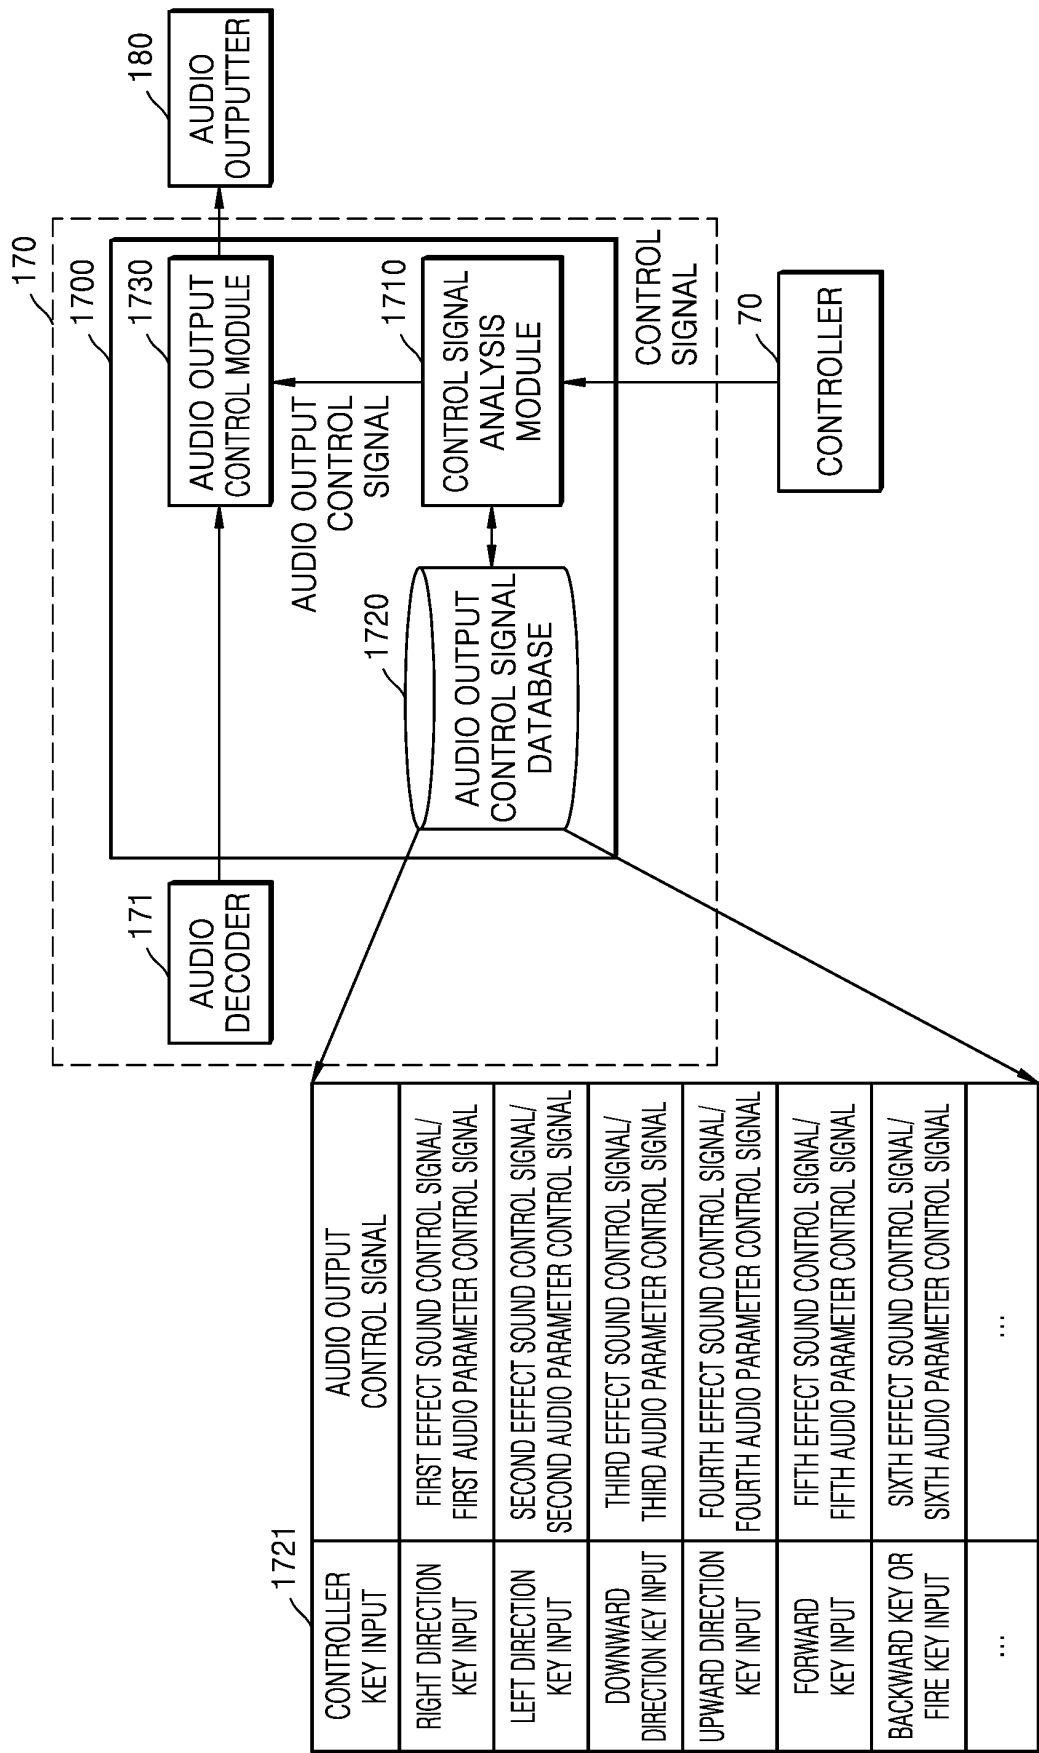 170
1700
171
AUDIO
DECODER
1730
AUDIO OUTPUT
CONTROL MODULE
180
AUDIO
OUTPUTTER
AUDIO OUTPUT
CONTROL
SIGNAL
1720
AUDIO OUTPUT
CONTROL SIGNAL
DATABASE
1710
CONTROL SIGNAL
ANALYSIS
MODULE
CONTROL
SIGNAL
70
CONTROLLER
1721
CONTROLLER
KEY INPUT
AUDIO OUTPUT
CONTROL SIGNAL
RIGHT DIRECTION
KEY INPUT
FIRST EFFECT SOUND CONTROL SIGNAL/
FIRST AUDIO PARAMETER CONTROL SIGNAL
LEFT DIRECTION
KEY INPUT
SECOND EFFECT SOUND CONTROL SIGNAL/
SECOND AUDIO PARAMETER CONTROL SIGNAL
DOWNWARD
DIRECTION KEY INPUT
THIRD EFFECT SOUND CONTROL SIGNAL/
THIRD AUDIO PARAMETER CONTROL SIGNAL
UPWARD DIRECTION
KEY INPUT
FOURTH EFFECT SOUND CONTROL SIGNAL/
FOURTH AUDIO PARAMETER CONTROL SIGNAL
FORWARD
KEY INPUT
FIFTH EFFECT SOUND CONTROL SIGNAL/
FIFTH AUDIO PARAMETER CONTROL SIGNAL
BACKWARD KEY OR
FIRE KEY INPUT
SIXTH EFFECT SOUND CONTROL SIGNAL/
SIXTH AUDIO PARAMETER CONTROL SIGNAL
...
...